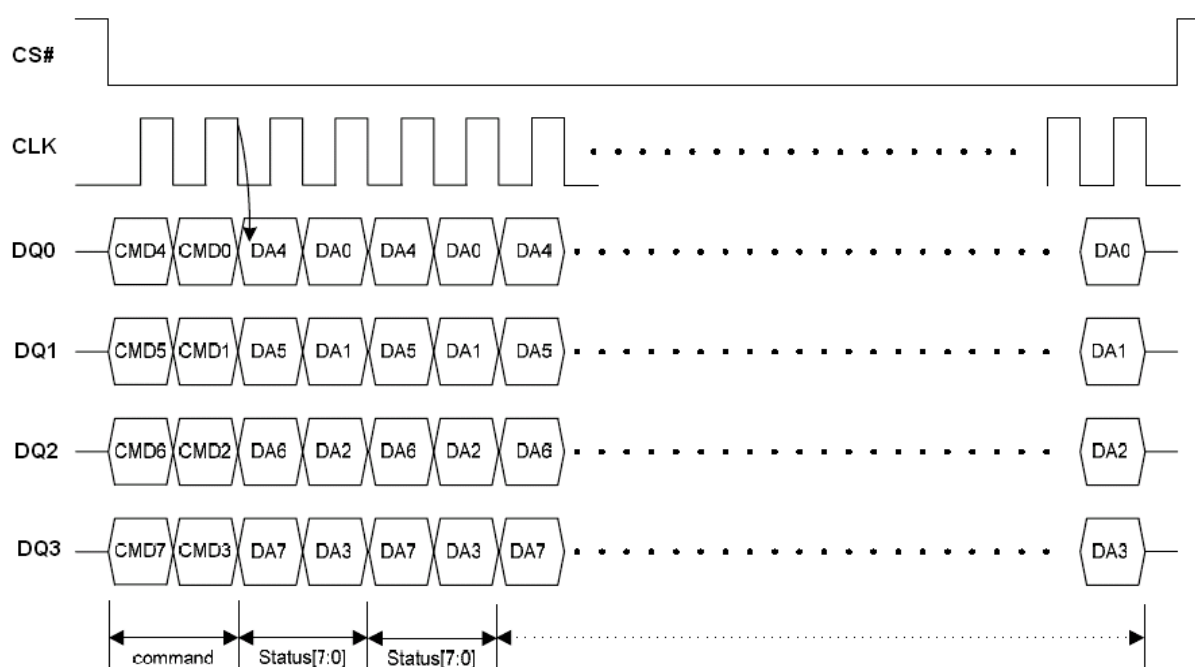 CS#
CLK
DQ0 CMD4 CMD0 DA4 DA0 DA4 DA0 DA4 DA0
DQ1 CMD5 CMD1 DA5 DA1 DA5 DA1 DA5 DA1
DQ2 CMD6 CMD2 DA6 DA2 DA6 DA2 DA6 DA2
DQ3 CMD7 CMD3 DA7 DA3 DA7 DA3 DA7 DA3
command Status[7:0] Status[7:0]